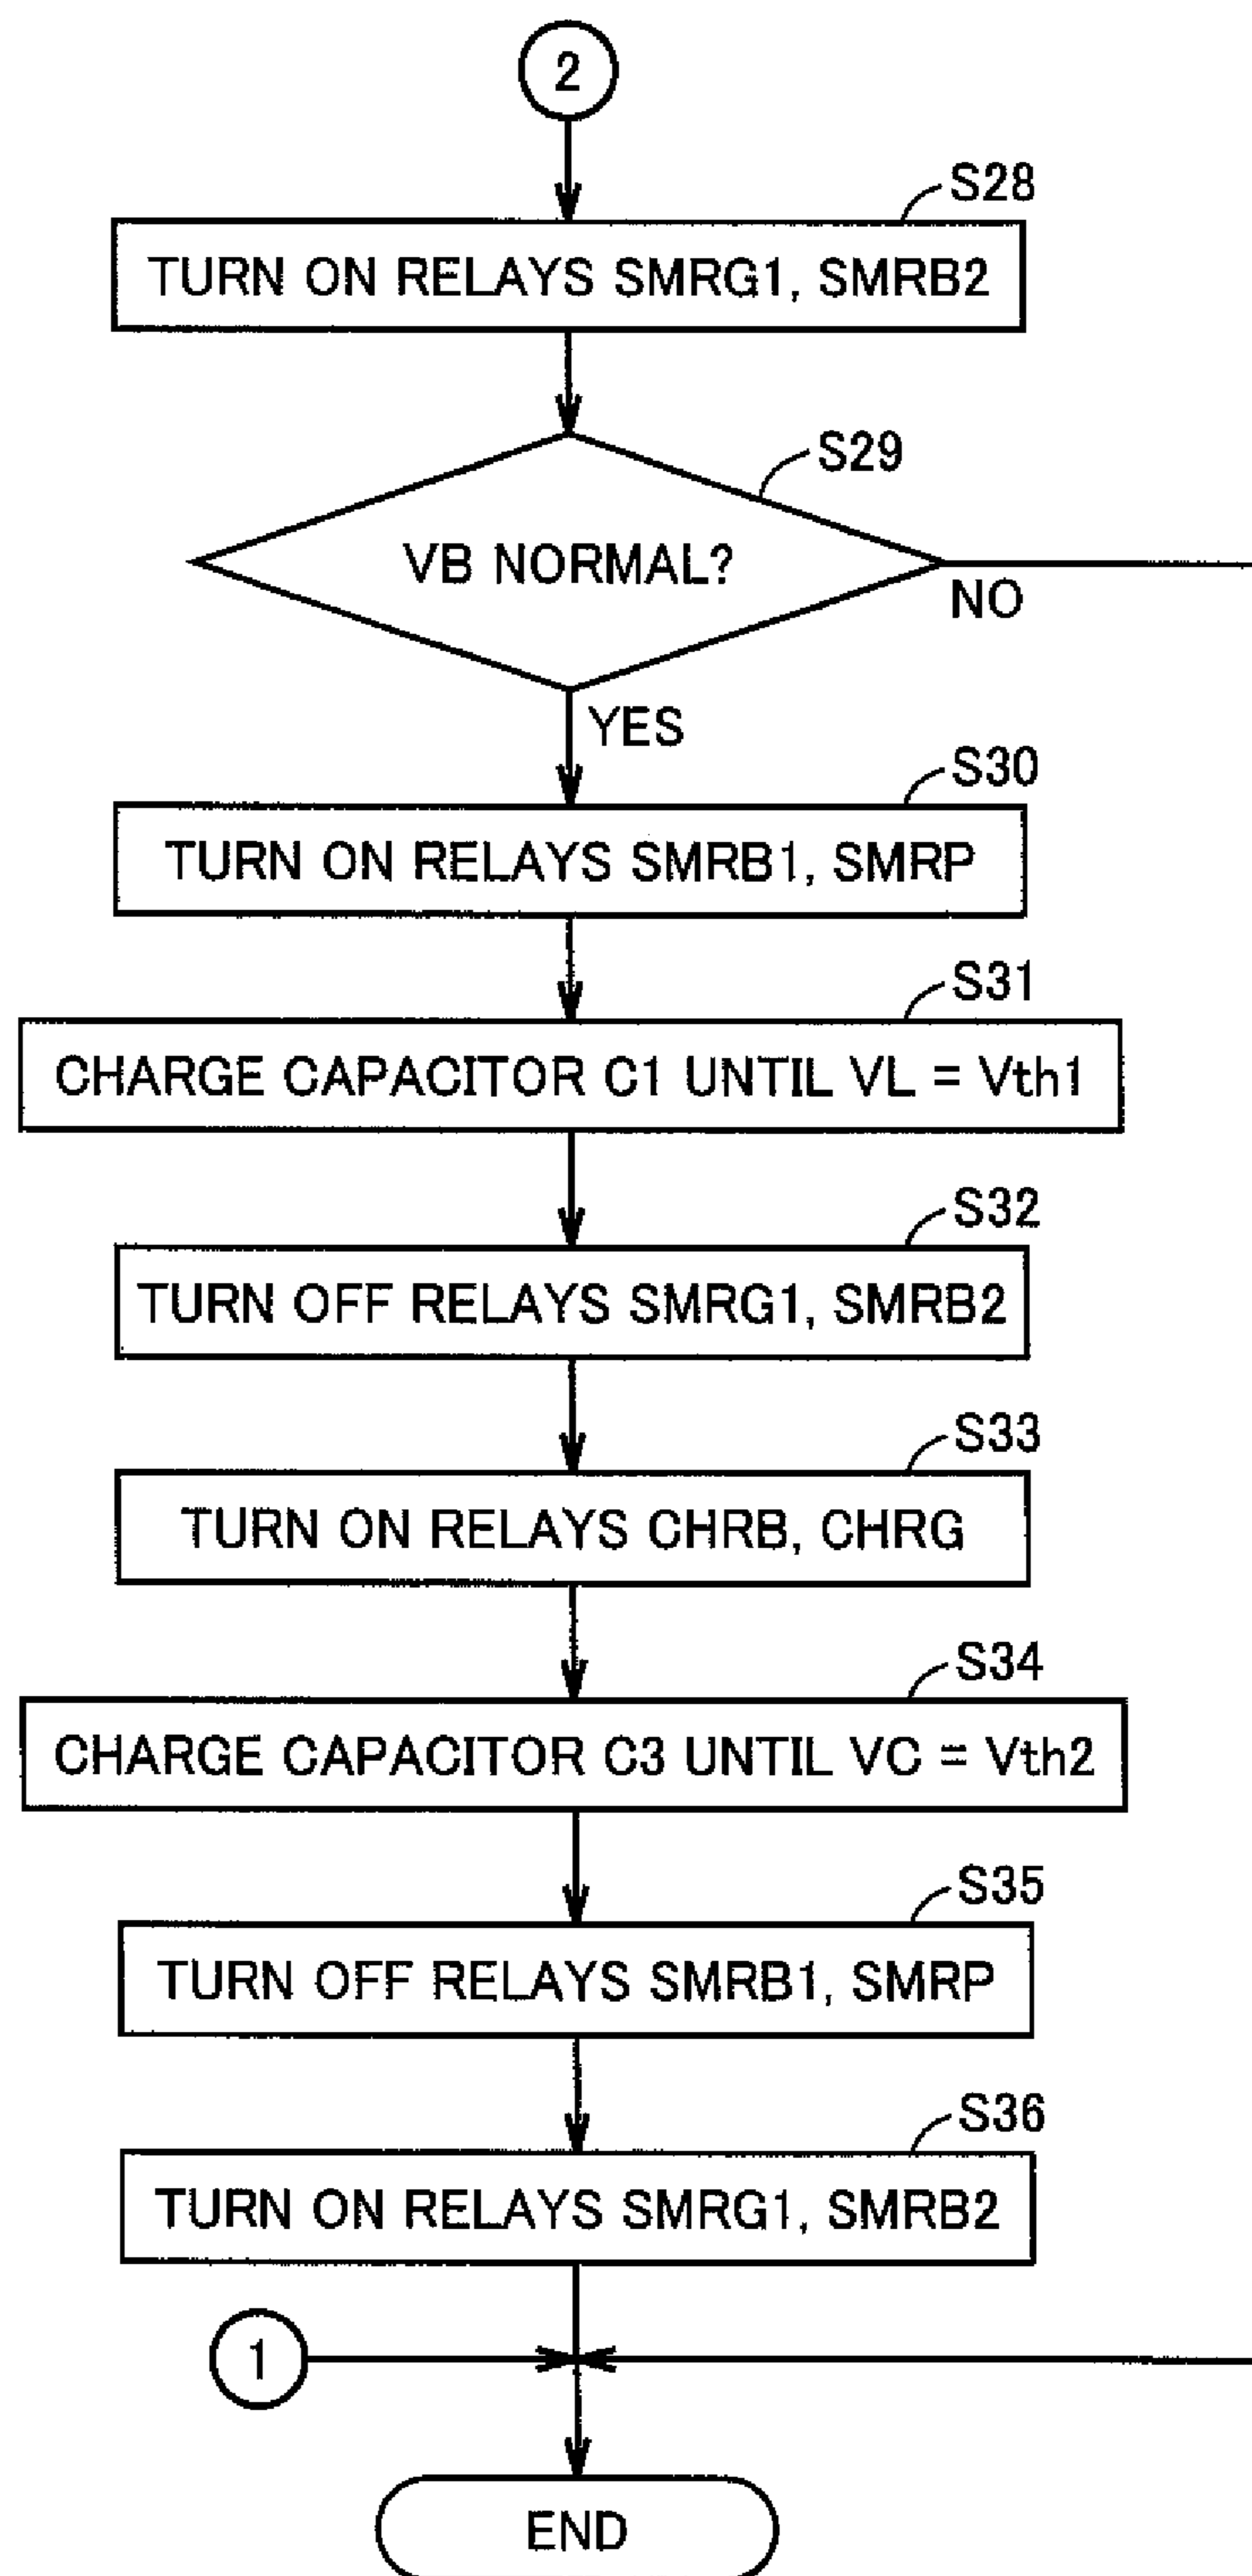 2
S28
TURN ON RELAYS SMRG1, SMRB2
S29
VB NORMAL?
NO
YES
S30
TURN ON RELAYS SMRB1, SMRP
S31
CHARGE CAPACITOR C1 UNTIL VL = Vth1
S32
TURN OFF RELAYS SMRG1, SMRB2
S33
TURN ON RELAYS CHRB, CHRG
S34
CHARGE CAPACITOR C3 UNTIL VC = Vth2
S35
TURN OFF RELAYS SMRB1, SMRP
S36
TURN ON RELAYS SMRG1, SMRB2
1
END